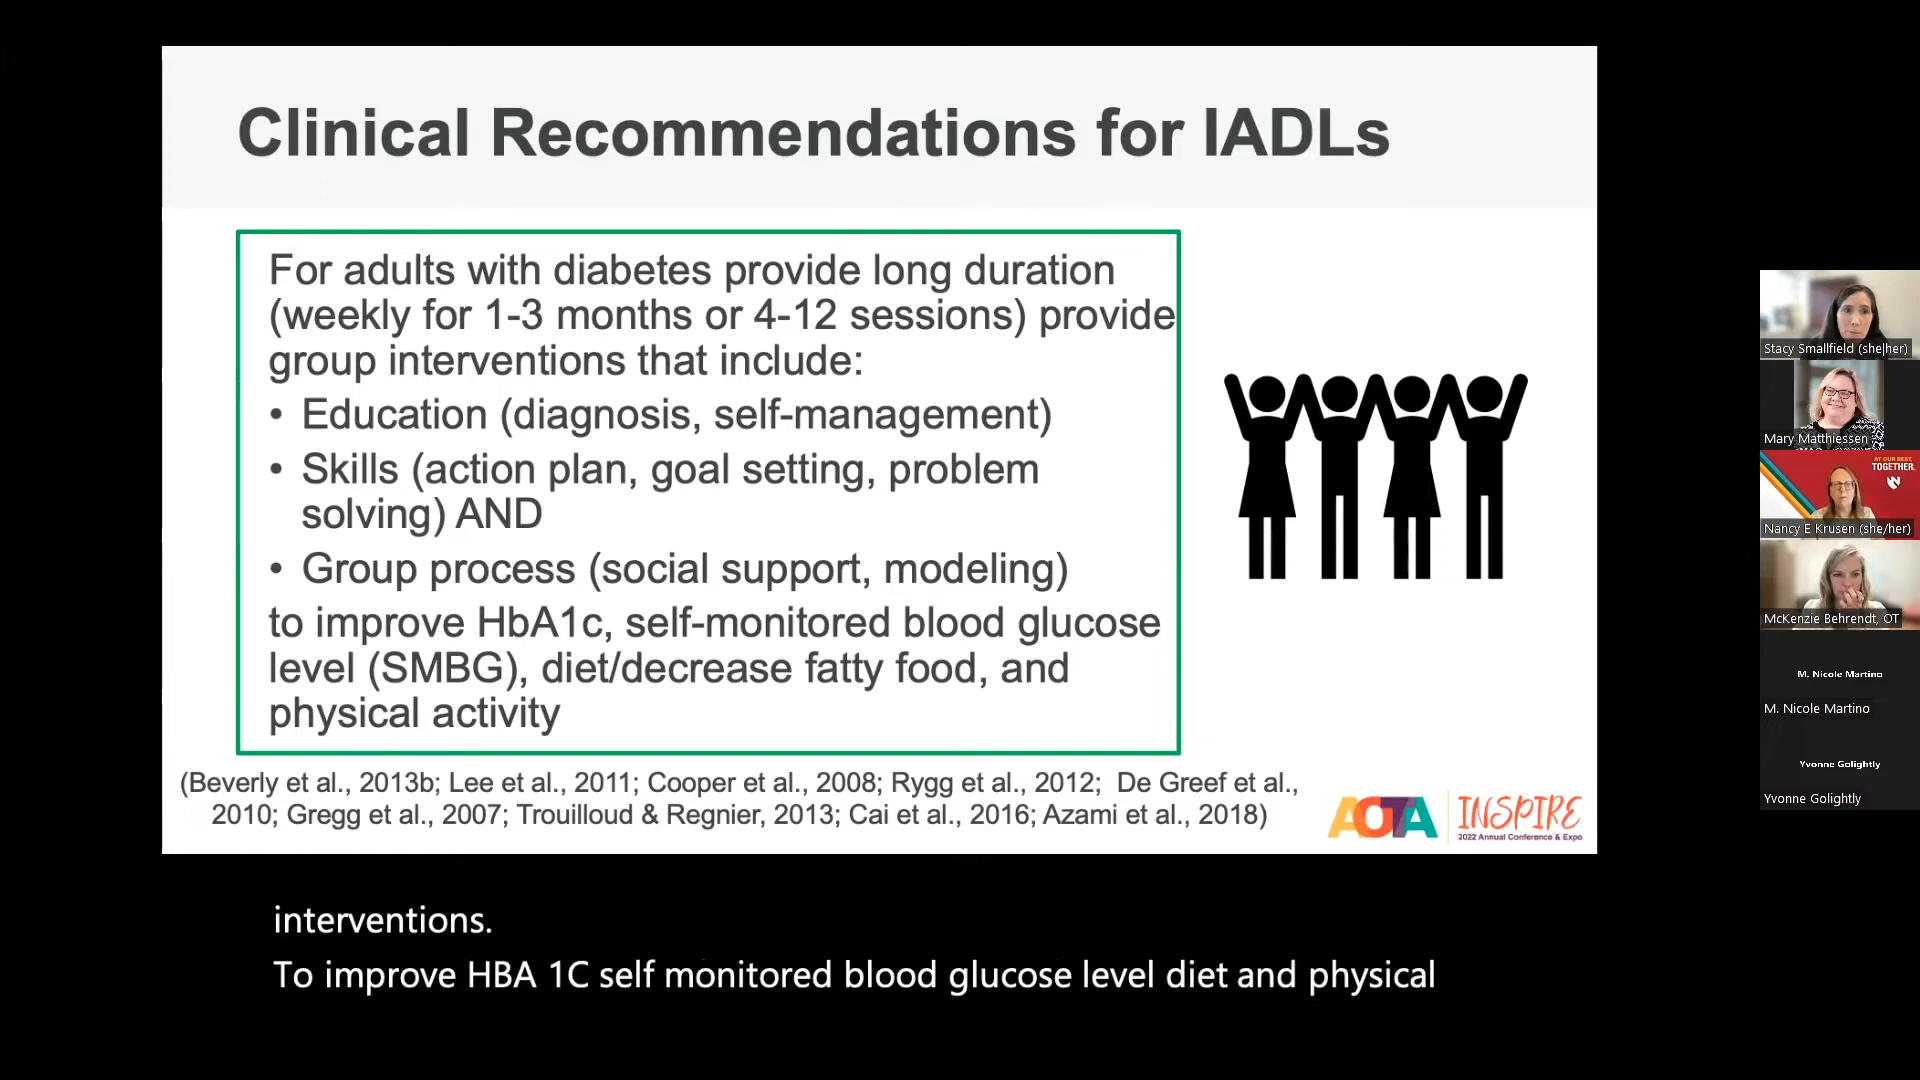 Clinical Recommendations for IADLs
For adults with diabetes provide long duration
(weekly for 1-3 months or 4-12 sessions) provide
group interventions that include:
• Education (diagnosis, self-management)
• Skills (action plan, goal setting, problem
solving) AND
• Group process (social support, modeling)
to improve HbA1c, self-monitored blood glucose
level (SMBG), diet/decrease fatty food, and
physical activity
(Beverly et al., 2013b; Lee et al., 2011; Cooper et al., 2008; Rygg et al., 2012; De Greef et al.,
2010; Gregg et al., 2007; Trouilloud & Regnier, 2013; Cai et al., 2016; Azami et al., 2018)
AOTA
INSPIRE
2022 Annual Conference & Expo
interventions.
To improve HBA 1C self monitored blood glucose level diet and physical
Stacy Smallfield (she|her)
Mary Matthiessen
AT OUR BEST,
TOGETHER.
N
Nancy E Krusen (she/her)
McKenzie Behrendt, OT
M. Nicole Martino
M. Nicole Martino
Yvonne Golightly
Yvonne Golightly